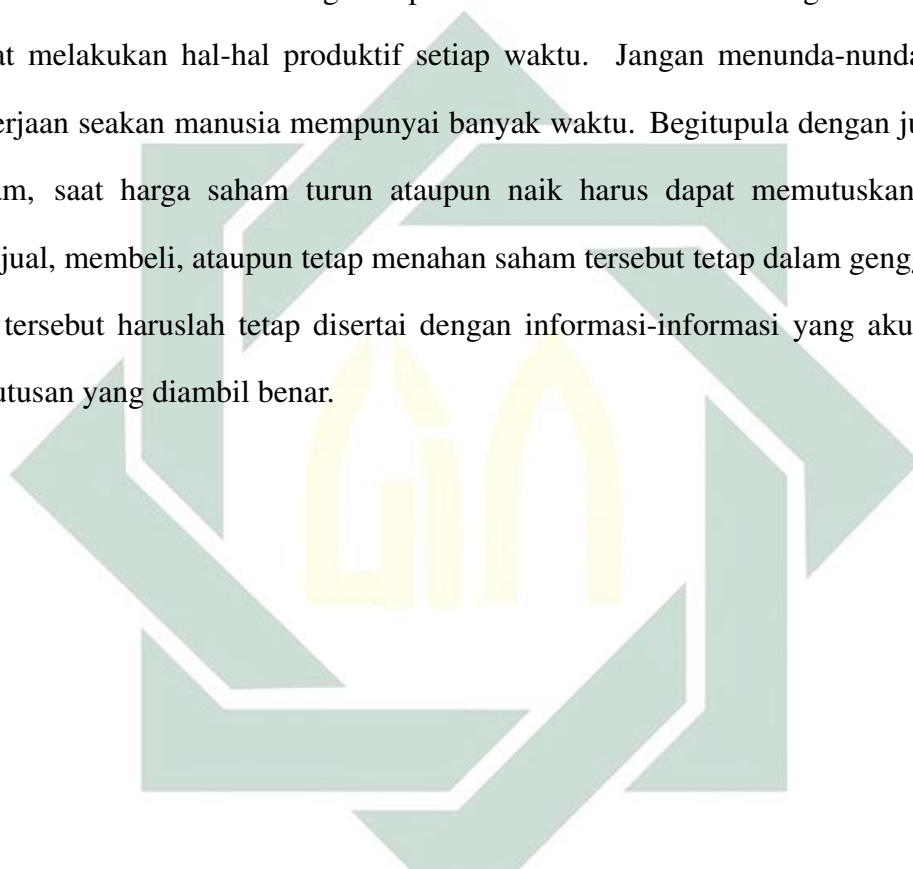 at melakukan hal-hal produktif setiap waktu. Jangan menunda-nunda
erjaan seakan manusia mempunyai banyak waktu. Begitupula dengan ju
am, saat harga saham turun ataupun naik harus dapat memutuskan
jual, membeli, ataupun tetap menahan saham tersebut tetap dalam geng
tersebut haruslah tetap disertai dengan informasi-informasi yang aku
utusan yang diambil benar.